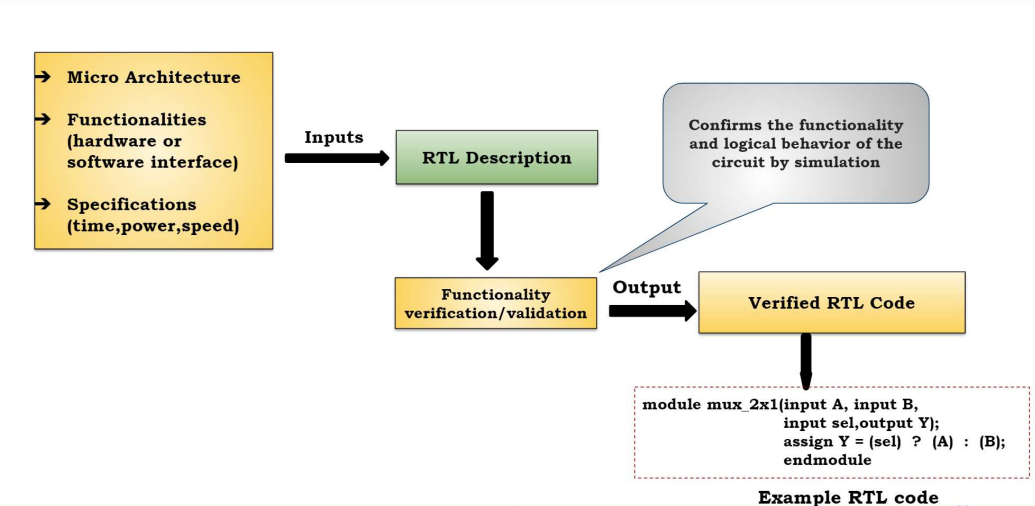 ➔ Micro Architecture
➔ Functionalities
(hardware or
software interface)
➔ Specifications
(time,power,speed)
Inputs
RTL Description
Confirms the functionality
and logical behavior of the
circuit by simulation
Functionality
verification/validation
Output
Verified RTL Code
module mux_2x1(input A, input B,
input sel,output Y);
assign Y = (sel) ? (A) : (B);
endmodule
Example RTL code